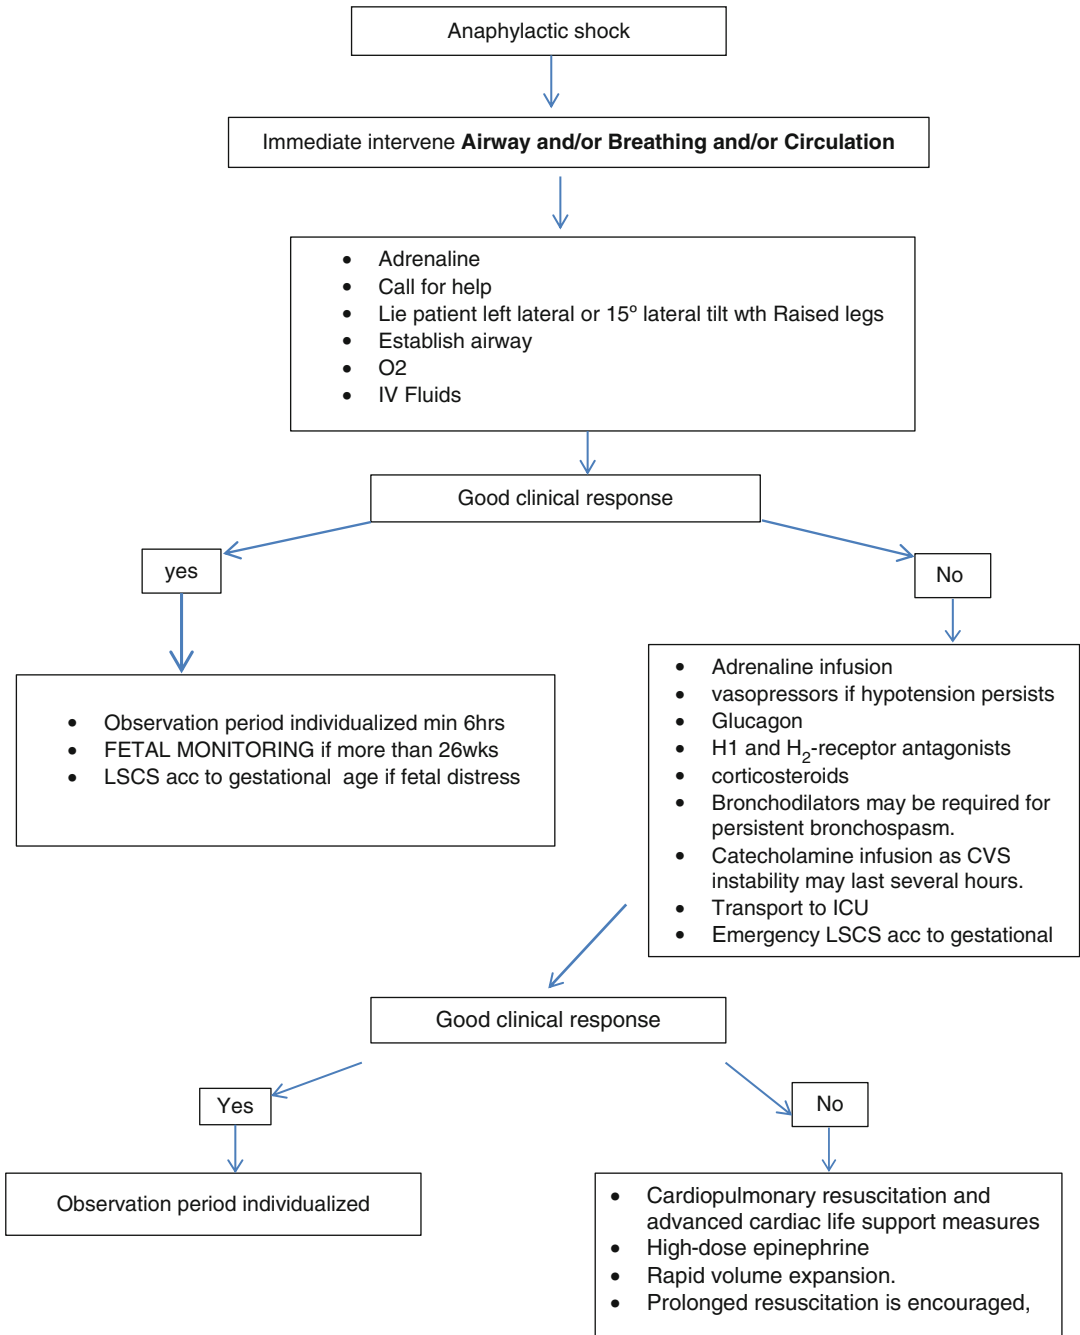 Anaphylactic shock
Immediate intervene Airway and/or Breathing and/or Circulation
• Adrenaline
• Call for help
• Lie patient left lateral or 15º lateral tilt wth Raised legs
• Establish airway
• O2
• IV Fluids
Good clinical response
yes
No
• Observation period individualized min 6hrs
• FETAL MONITORING if more than 26wks
• LSCS acc to gestational age if fetal distress
• Adrenaline infusion
• vasopressors if hypotension persists
• Glucagon
• H1 and H₂-receptor antagonists
• corticosteroids
• Bronchodilators may be required for
persistent bronchospasm.
• Catecholamine infusion as CVS
instability may last several hours.
• Transport to ICU
• Emergency LSCS acc to gestational
Good clinical response
Yes
No
Observation period individualized
• Cardiopulmonary resuscitation and
advanced cardiac life support measures
• High-dose epinephrine
• Rapid volume expansion.
• Prolonged resuscitation is encouraged,